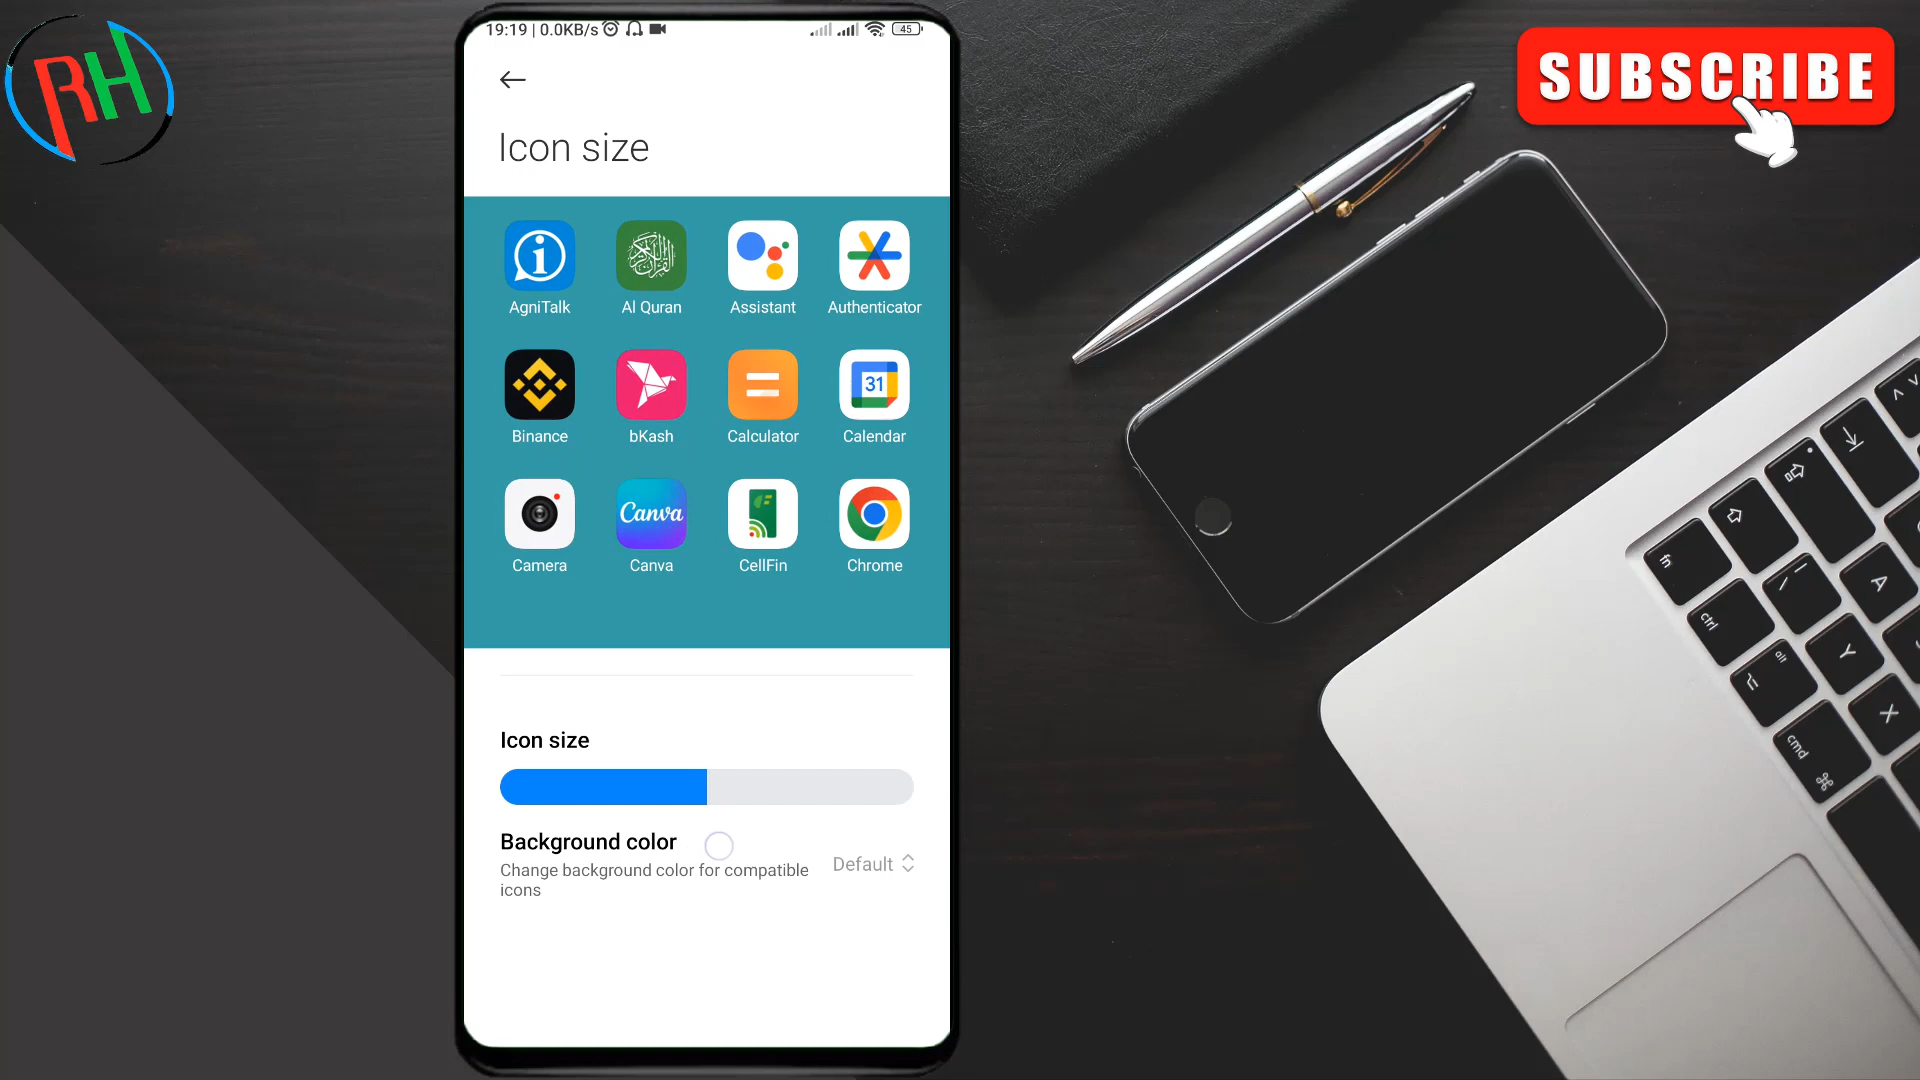 RH
19:19 | 0.0KB/s
45
SUBSCRIBE
Icon size
AgniTalk
Al Quran
Assistant
Authenticator
31
Binance
bKash
Calculator
Calendar
Canva
Camera
Canva
CellFin
Chrome
Icon size
Background color
Change background color for compatible
icons
Default
fn
ctrl
alt
cmd
A
Y
X